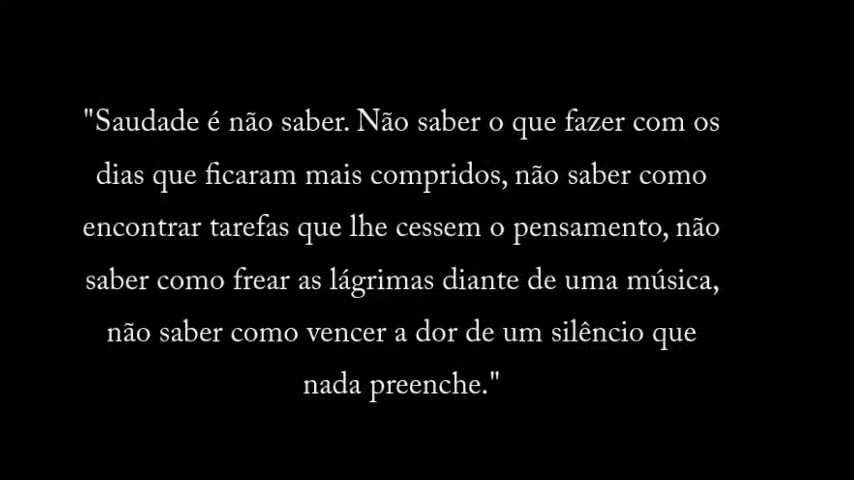 "Saudade é não saber. Não saber o que fazer com os
dias que ficaram mais compridos, não saber como
encontrar tarefas que lhe cessem o pensamento, não
saber como frear as lágrimas diante de uma música,
não saber como vencer a dor de um silêncio que
nada preenche."